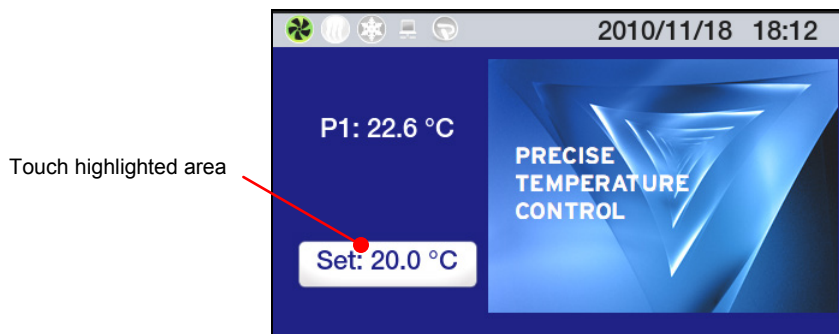 2010/11/18 18:12
P1: 22.6 °C
PRECISE
TEMPERATURE
CONTROL
Touch highlighted area
Set: 20.0 °C